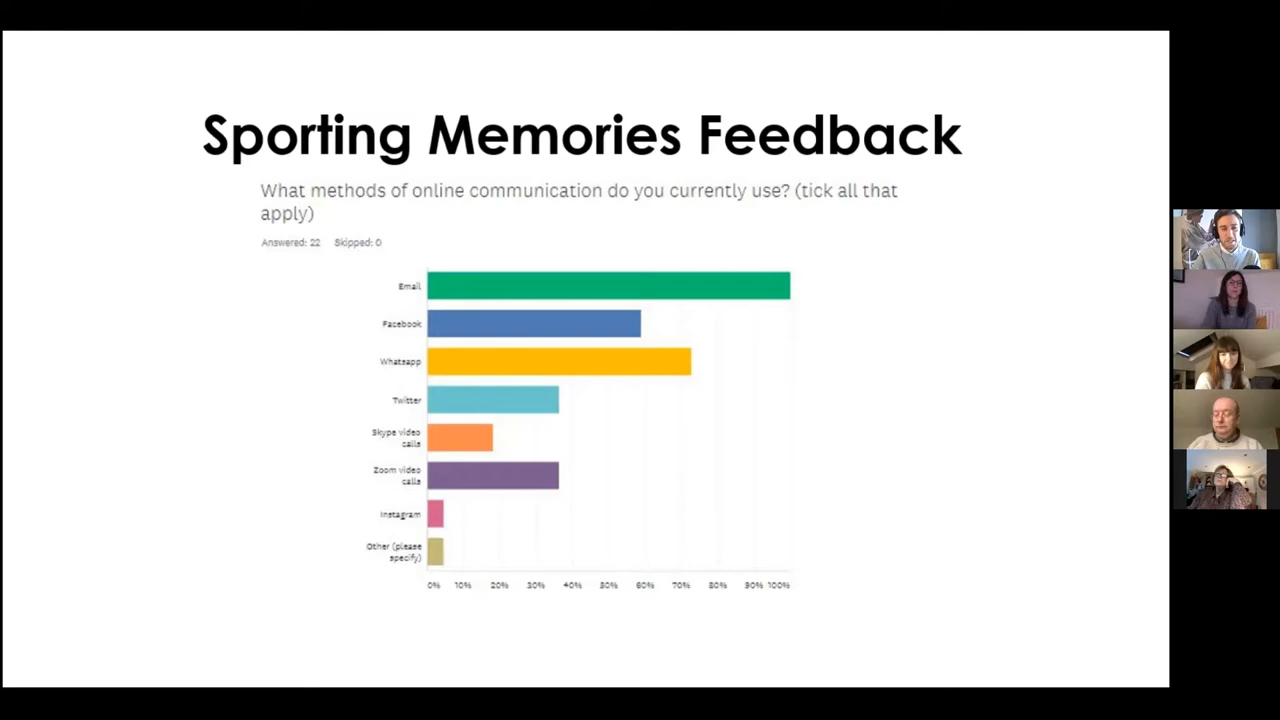 Sporting Memories Feedback
What methods of online communication do you currently use? (tick all that
apply)
Answered: 22 Skipped: 0
Email
Facebook
Whatsapp
Twitter
Skype video
calls
Zoom video
calls
Instagram
Other (please
specify)
0% 10% 20% 30% 40% 50% 60% 70% 80% 90% 100%